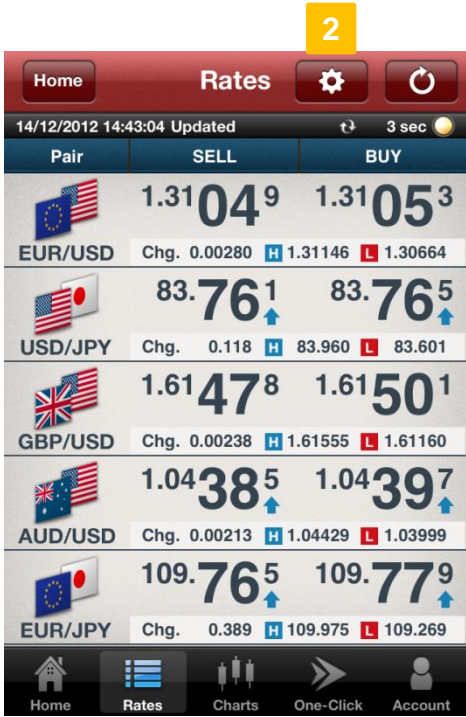 2
Home Rates
14/12/2012 14:43:04 Updated 3 sec
Pair SELL BUY
1.31049 1.31053
EUR/USD Chg. 0.00280 H 1.31146 L 1.30664
83.761 83.765
USD/JPY Chg. 0.118 H 83.960 L 83.601
1.61478 1.61501
GBP/USD Chg. 0.00238 H 1.61555 L 1.61160
1.04385 1.04397
AUD/USD Chg. 0.00213 H 1.04429 L 1.03999
109.765 109.779
EUR/JPY Chg. 0.389 H 109.975 L 109.269
Home Rates Charts One-Click Account